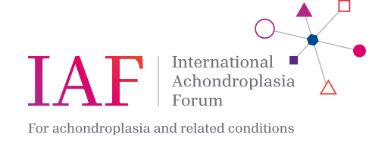 IAF
International
Achondroplasia
Forum
For achondroplasia and related conditions